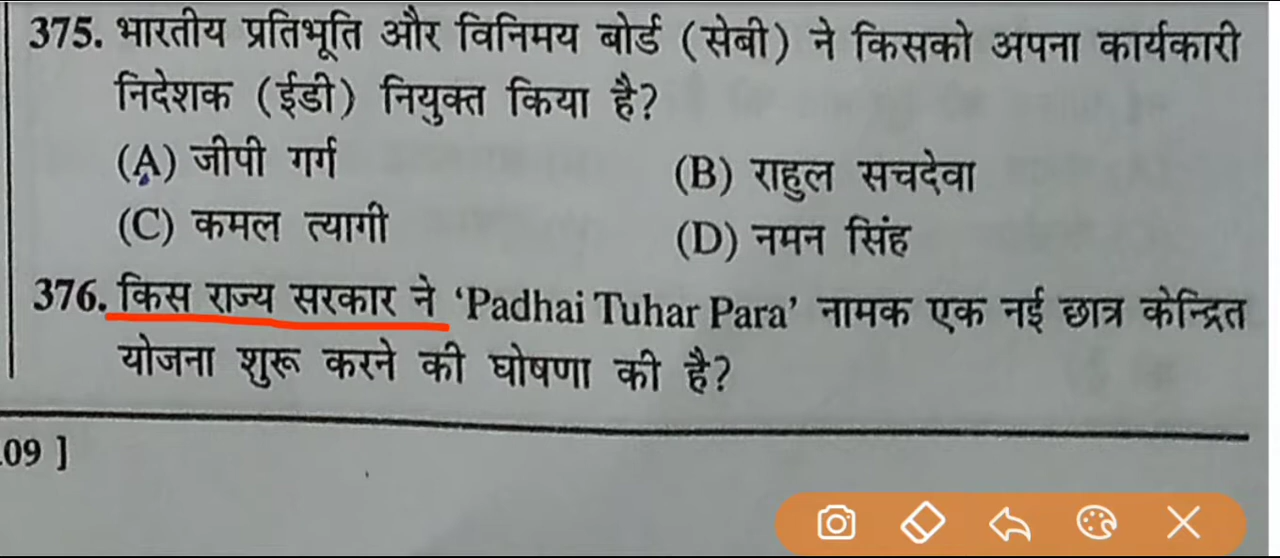 375. भारतीय प्रतिभूति और विनिमय बोर्ड (सेबी) ने किसको अपना कार्यकारी
निदेशक (ईडी) नियुक्त किया है?
(A) जीपी गर्ग (B) राहुल सचदेवा
(C) कमल त्यागी (D) नमन सिंह
376. किस राज्य सरकार ने ‘Padhai Tuhar Para’ नामक एक नई छात्र केन्द्रित
योजना शुरू करने की घोषणा की है?
09 ]